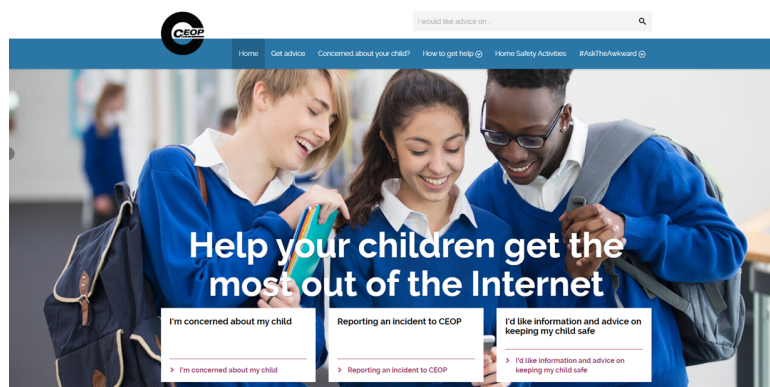 CEOP
I would like advice on...
Home Get advice Concerned about your child? How to get help Home Safety Activities #AskTheAwkward
Help your children get the
most out of the Internet
I'm concerned about my child
I'm concerned about my child
Reporting an incident to CEOP
Reporting an incident to CEOP
I'd like information and advice on
keeping my child safe
I'd like information and advice on
keeping my child safe